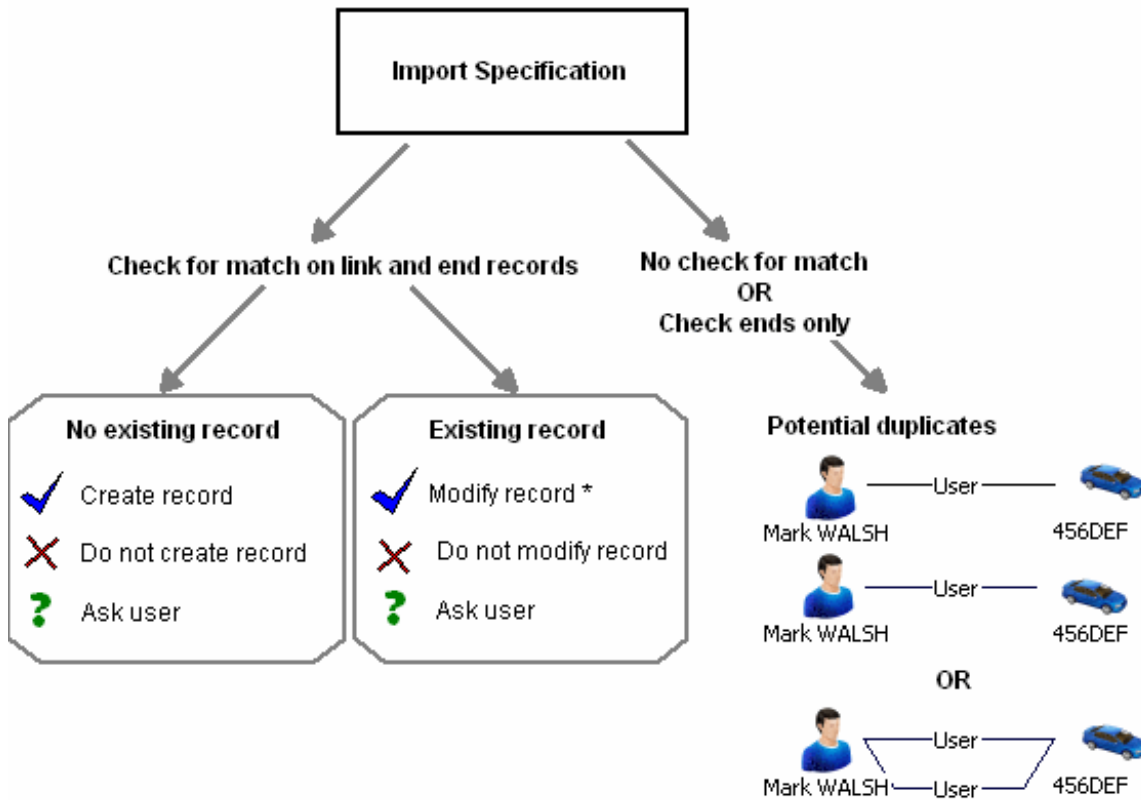 Import Specification
Check for match on link and end records
No check for match
OR
Check ends only
No existing record
Create record
Do not create record
? Ask user
Existing record
Modify record *
Do not modify record
? Ask user
Potential duplicates
User
Mark WALSH 456DEF
User
Mark WALSH 456DEF
OR
User
Mark WALSH User 456DEF